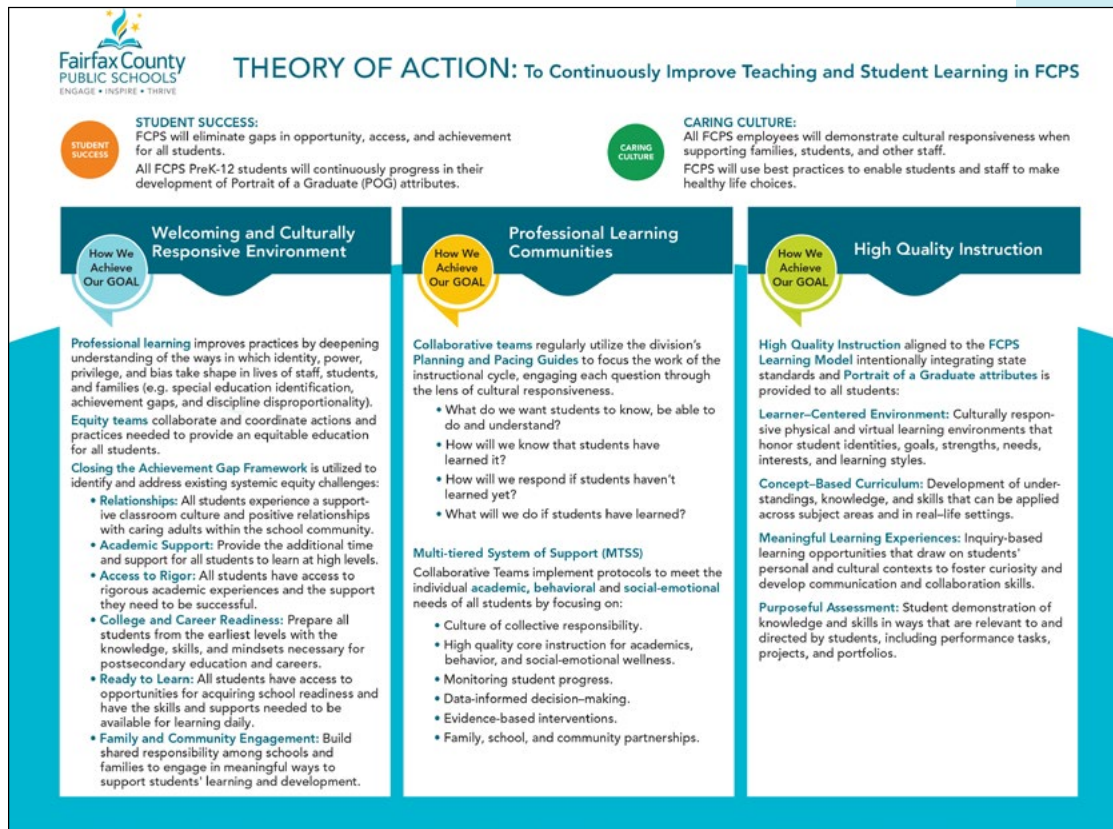 Fairfax County
PUBLIC SCHOOLS
ENGAGE • INSPIRE • THRIVE
THEORY OF ACTION: To Continuously Improve Teaching and Student Learning in FCPS
STUDENT
SUCCESS
STUDENT SUCCESS:
FCPS will eliminate gaps in opportunity, access, and achievement
for all students.
All FCPS PreK-12 students will continuously progress in their
development of Portrait of a Graduate (POG) attributes.
CARING
CULTURE
CARING CULTURE:
All FCPS employees will demonstrate cultural responsiveness when
supporting families, students, and other staff.
FCPS will use best practices to enable students and staff to make
healthy life choices.
How We
Achieve
Our GOAL
Welcoming and Culturally
Responsive Environment
Professional learning improves practices by deepening
understanding of the ways in which identity, power,
privilege, and bias take shape in lives of staff, students,
and families (e.g. special education identification,
achievement gaps, and discipline disproportionality).
Equity teams collaborate and coordinate actions and
practices needed to provide an equitable education
for all students.
Closing the Achievement Gap Framework is utilized to
identify and address existing systemic equity challenges:
• Relationships: All students experience a support-
ive classroom culture and positive relationships
with caring adults within the school community.
• Academic Support: Provide the additional time
and support for all students to learn at high levels.
• Access to Rigor: All students have access to
rigorous academic experiences and the support
they need to be successful.
• College and Career Readiness: Prepare all
students from the earliest levels with the
knowledge, skills, and mindsets necessary for
postsecondary education and careers.
• Ready to Learn: All students have access to
opportunities for acquiring school readiness and
have the skills and supports needed to be
available for learning daily.
• Family and Community Engagement: Build
shared responsibility among schools and
families to engage in meaningful ways to
support students' learning and development.
How We
Achieve
Our GOAL
Professional Learning
Communities
Collaborative teams regularly utilize the division's
Planning and Pacing Guides to focus the work of the
instructional cycle, engaging each question through
the lens of cultural responsiveness.
• What do we want students to know, be able to
do and understand?
• How will we know that students have
learned it?
• How will we respond if students haven't
learned yet?
• What will we do if students have learned?
Multi-tiered System of Support (MTSS)
Collaborative Teams implement protocols to meet the
individual academic, behavioral and social-emotional
needs of all students by focusing on:
• Culture of collective responsibility.
• High quality core instruction for academics,
behavior, and social-emotional wellness.
• Monitoring student progress.
• Data-informed decision–making.
• Evidence-based interventions.
• Family, school, and community partnerships.
How We
Achieve
Our GOAL
High Quality Instruction
High Quality Instruction aligned to the FCPS
Learning Model intentionally integrating state
standards and Portrait of a Graduate attributes is
provided to all students:
Learner–Centered Environment: Culturally respon-
sive physical and virtual learning environments that
honor student identities, goals, strengths, needs,
interests, and learning styles.
Concept–Based Curriculum: Development of under-
standings, knowledge, and skills that can be applied
across subject areas and in real–life settings.
Meaningful Learning Experiences: Inquiry-based
learning opportunities that draw on students'
personal and cultural contexts to foster curiosity and
develop communication and collaboration skills.
Purposeful Assessment: Student demonstration of
knowledge and skills in ways that are relevant to and
directed by students, including performance tasks,
projects, and portfolios.